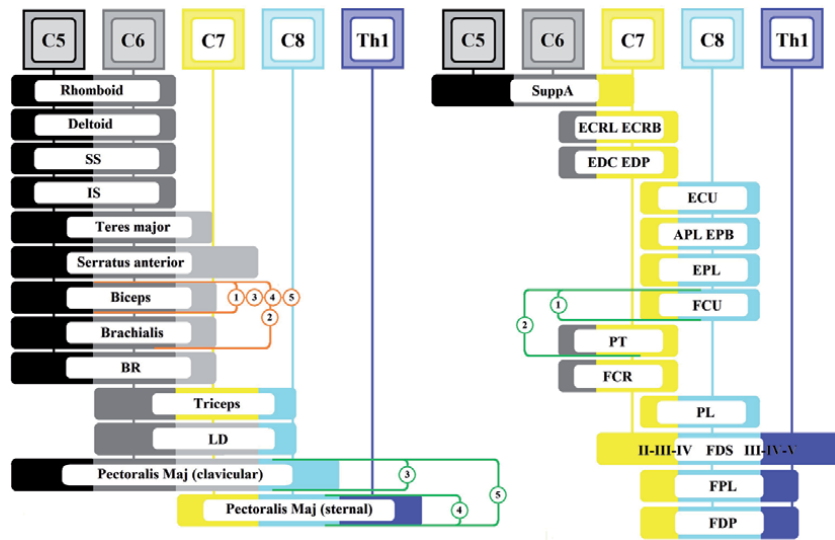 C5 C6 C7 C8 Th1
Rhomboid
Deltoid
SS
IS
Teres major
Serratus anterior
Biceps
1 3 4 5
2
Brachialis
BR
Triceps
LD
Pectoralis Maj (clavicular)
3
5
Pectoralis Maj (sternal)
4
C5 C6 C7 C8 Th1
SuppA
ECRL ECRB
EDC EDP
ECU
APL EPB
EPL
FCU
1
2
PT
FCR
PL
II-III-IV FDS III-IV-V
FPL
FDP